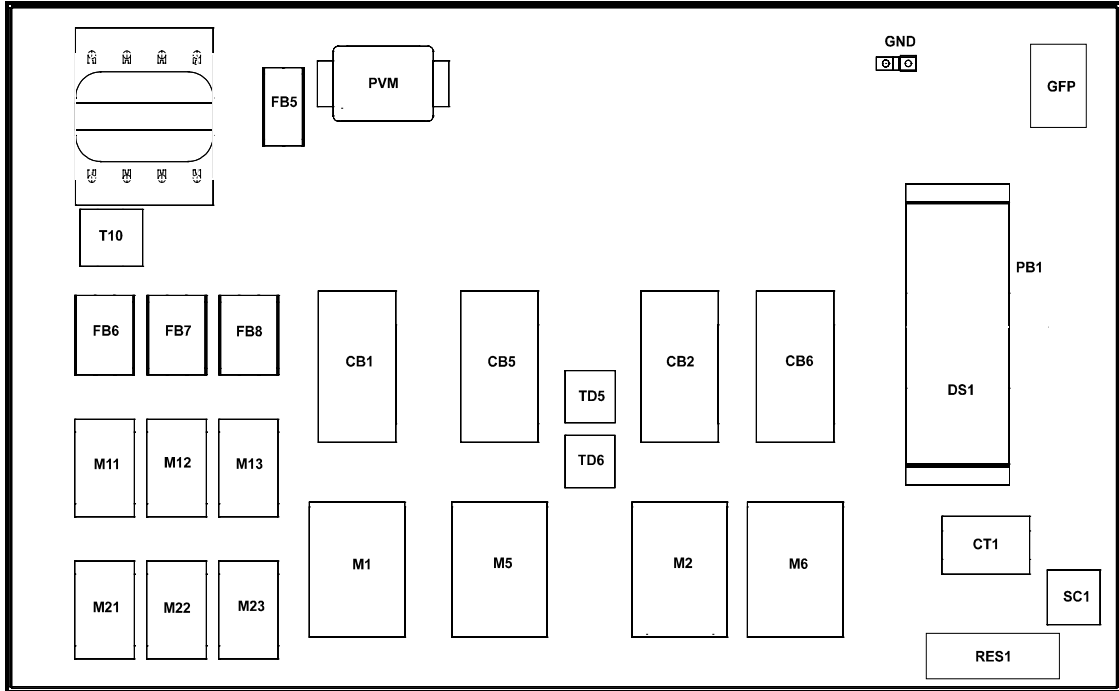 GND
PVM
GFP
FB5
T10
PB1
FB6 FB7 FB8
CB1 CB5 CB2 CB6
DS1
TD5
TD6
M11 M12 M13
CT1
M1 M5 M2 M6
SC1
M21 M22 M23
RES1